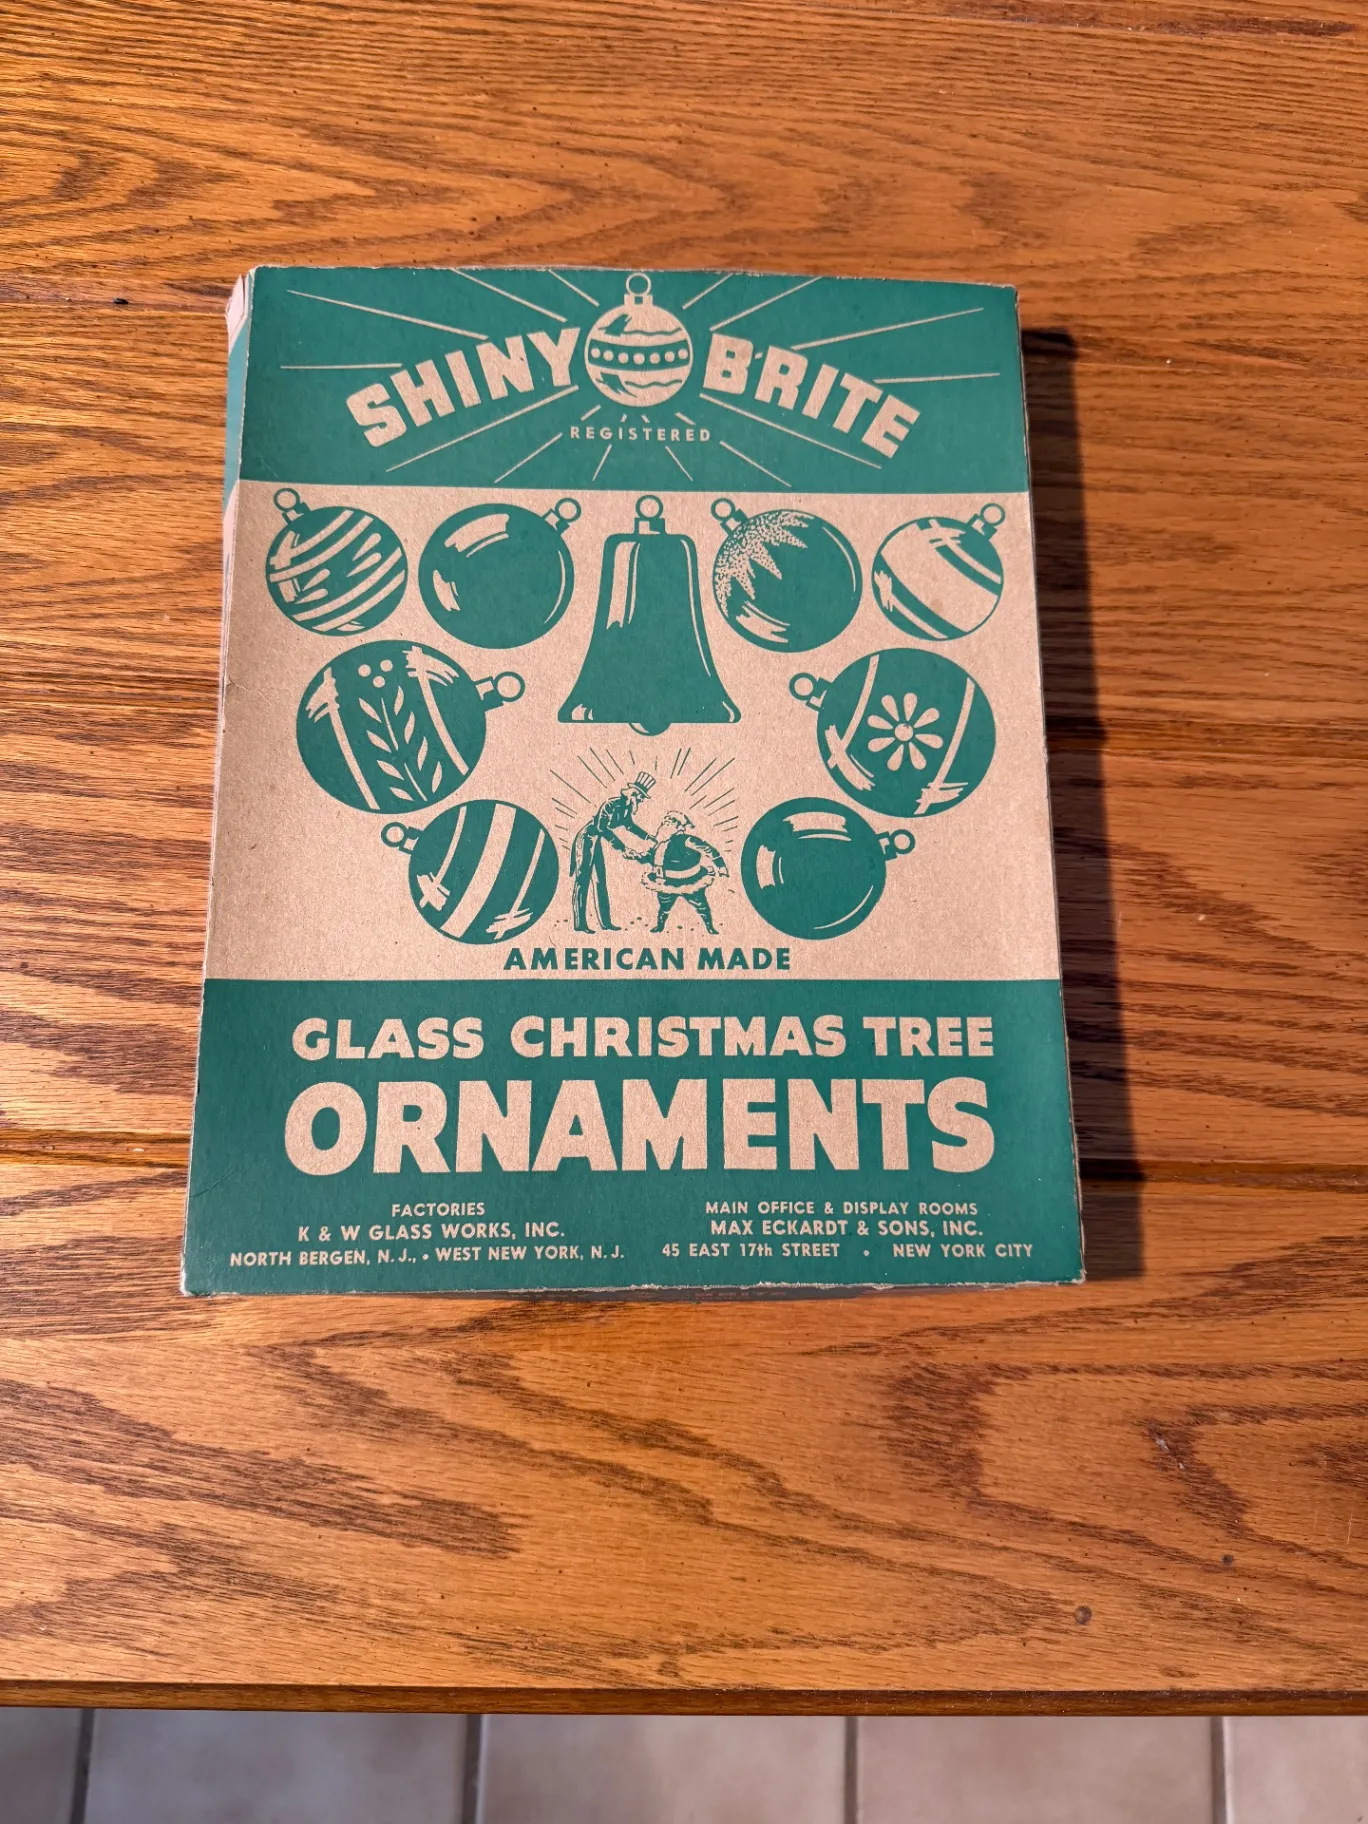 SHINY BRITE
REGISTERED
AMERICAN MADE
GLASS CHRISTMAS TREE
ORNAMENTS
FACTORIES
K & W GLASS WORKS, INC.
NORTH BERGEN, N. J., • WEST NEW YORK, N. J.
MAIN OFFICE & DISPLAY ROOMS
MAX ECKARDT & SONS, INC.
45 EAST 17th STREET • NEW YORK CITY